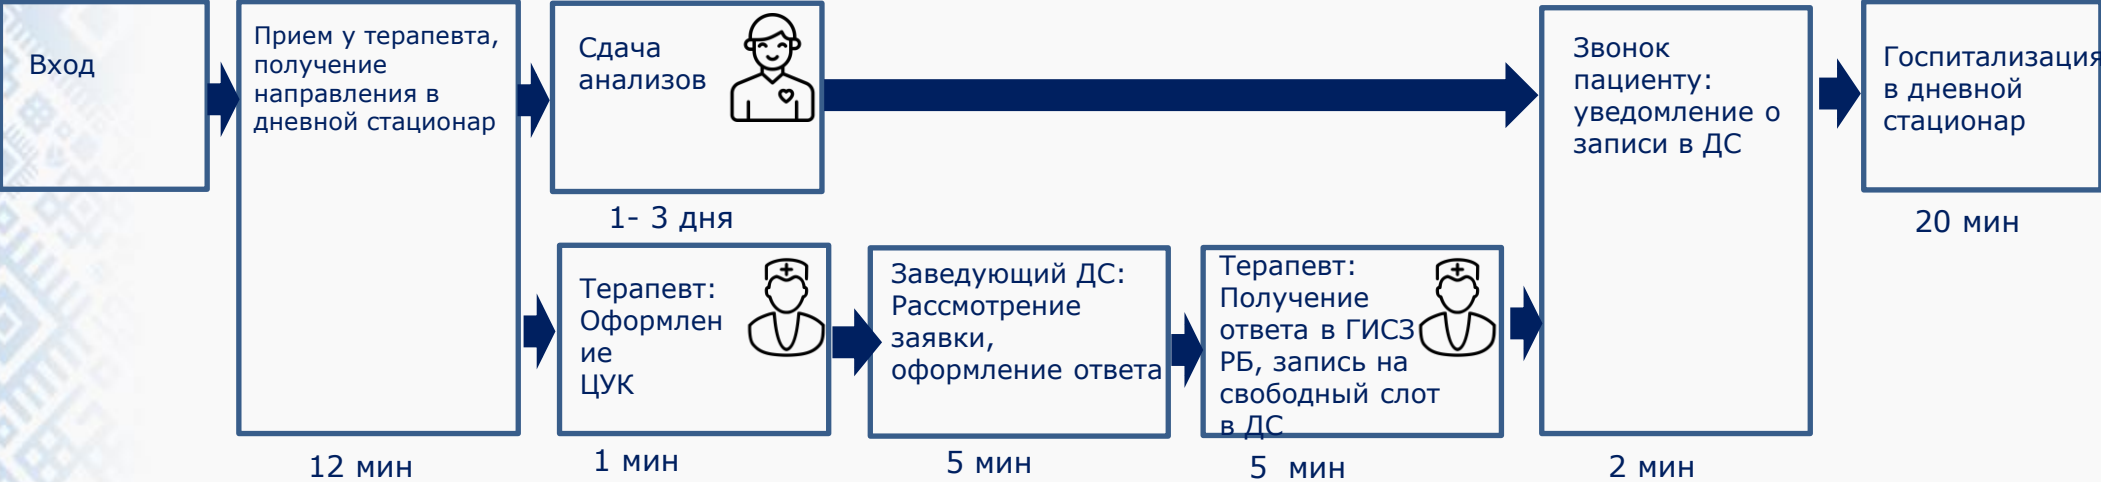 Вход
Прием у терапевта,
получение
направления в
дневной стационар
12 мин
Сдача
анализов
1- 3 дня
Терапевт:
Оформлен
ие
ЦУК
1 мин
Заведующий ДС:
Рассмотрение
заявки,
оформление ответа
5 мин
Терапевт:
Получение
ответа в ГИСЗ
РБ, запись на
свободный слот
в ДС
5 мин
Звонок
пациенту:
уведомление о
записи в ДС
2 мин
Госпитализация
в дневной
стационар
20 мин